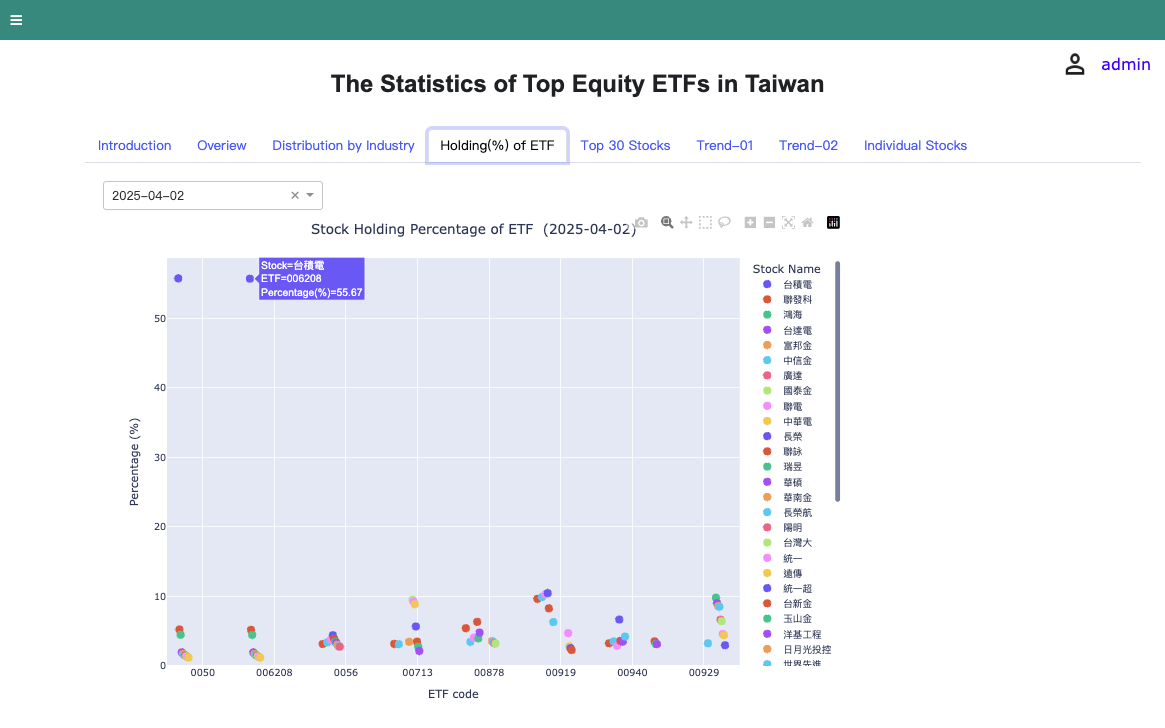 admin
The Statistics of Top Equity ETFs in Taiwan
Introduction
Overiew
Distribution by Industry
Holding(%) of ETF
Top 30 Stocks
Trend-01
Trend-02
Individual Stocks
2025-04-02
Stock Holding Percentage of ETF (2025-04-02)
Stock=台積電
ETF=006208
Percentage(%)=55.67
Percentage (%)
50
40
30
20
10
0
0050
006208
0056
00713
00878
00919
00940
00929
ETF code
Stock Name
台積電
聯發科
鴻海
台達電
富邦金
中信金
廣達
國泰金
聯電
中華電
長榮
聯詠
瑞昱
華碩
華南金
長榮航
陽明
台灣大
統一
遠傳
統一超
台新金
玉山金
洋基工程
日月光投控
世界先進